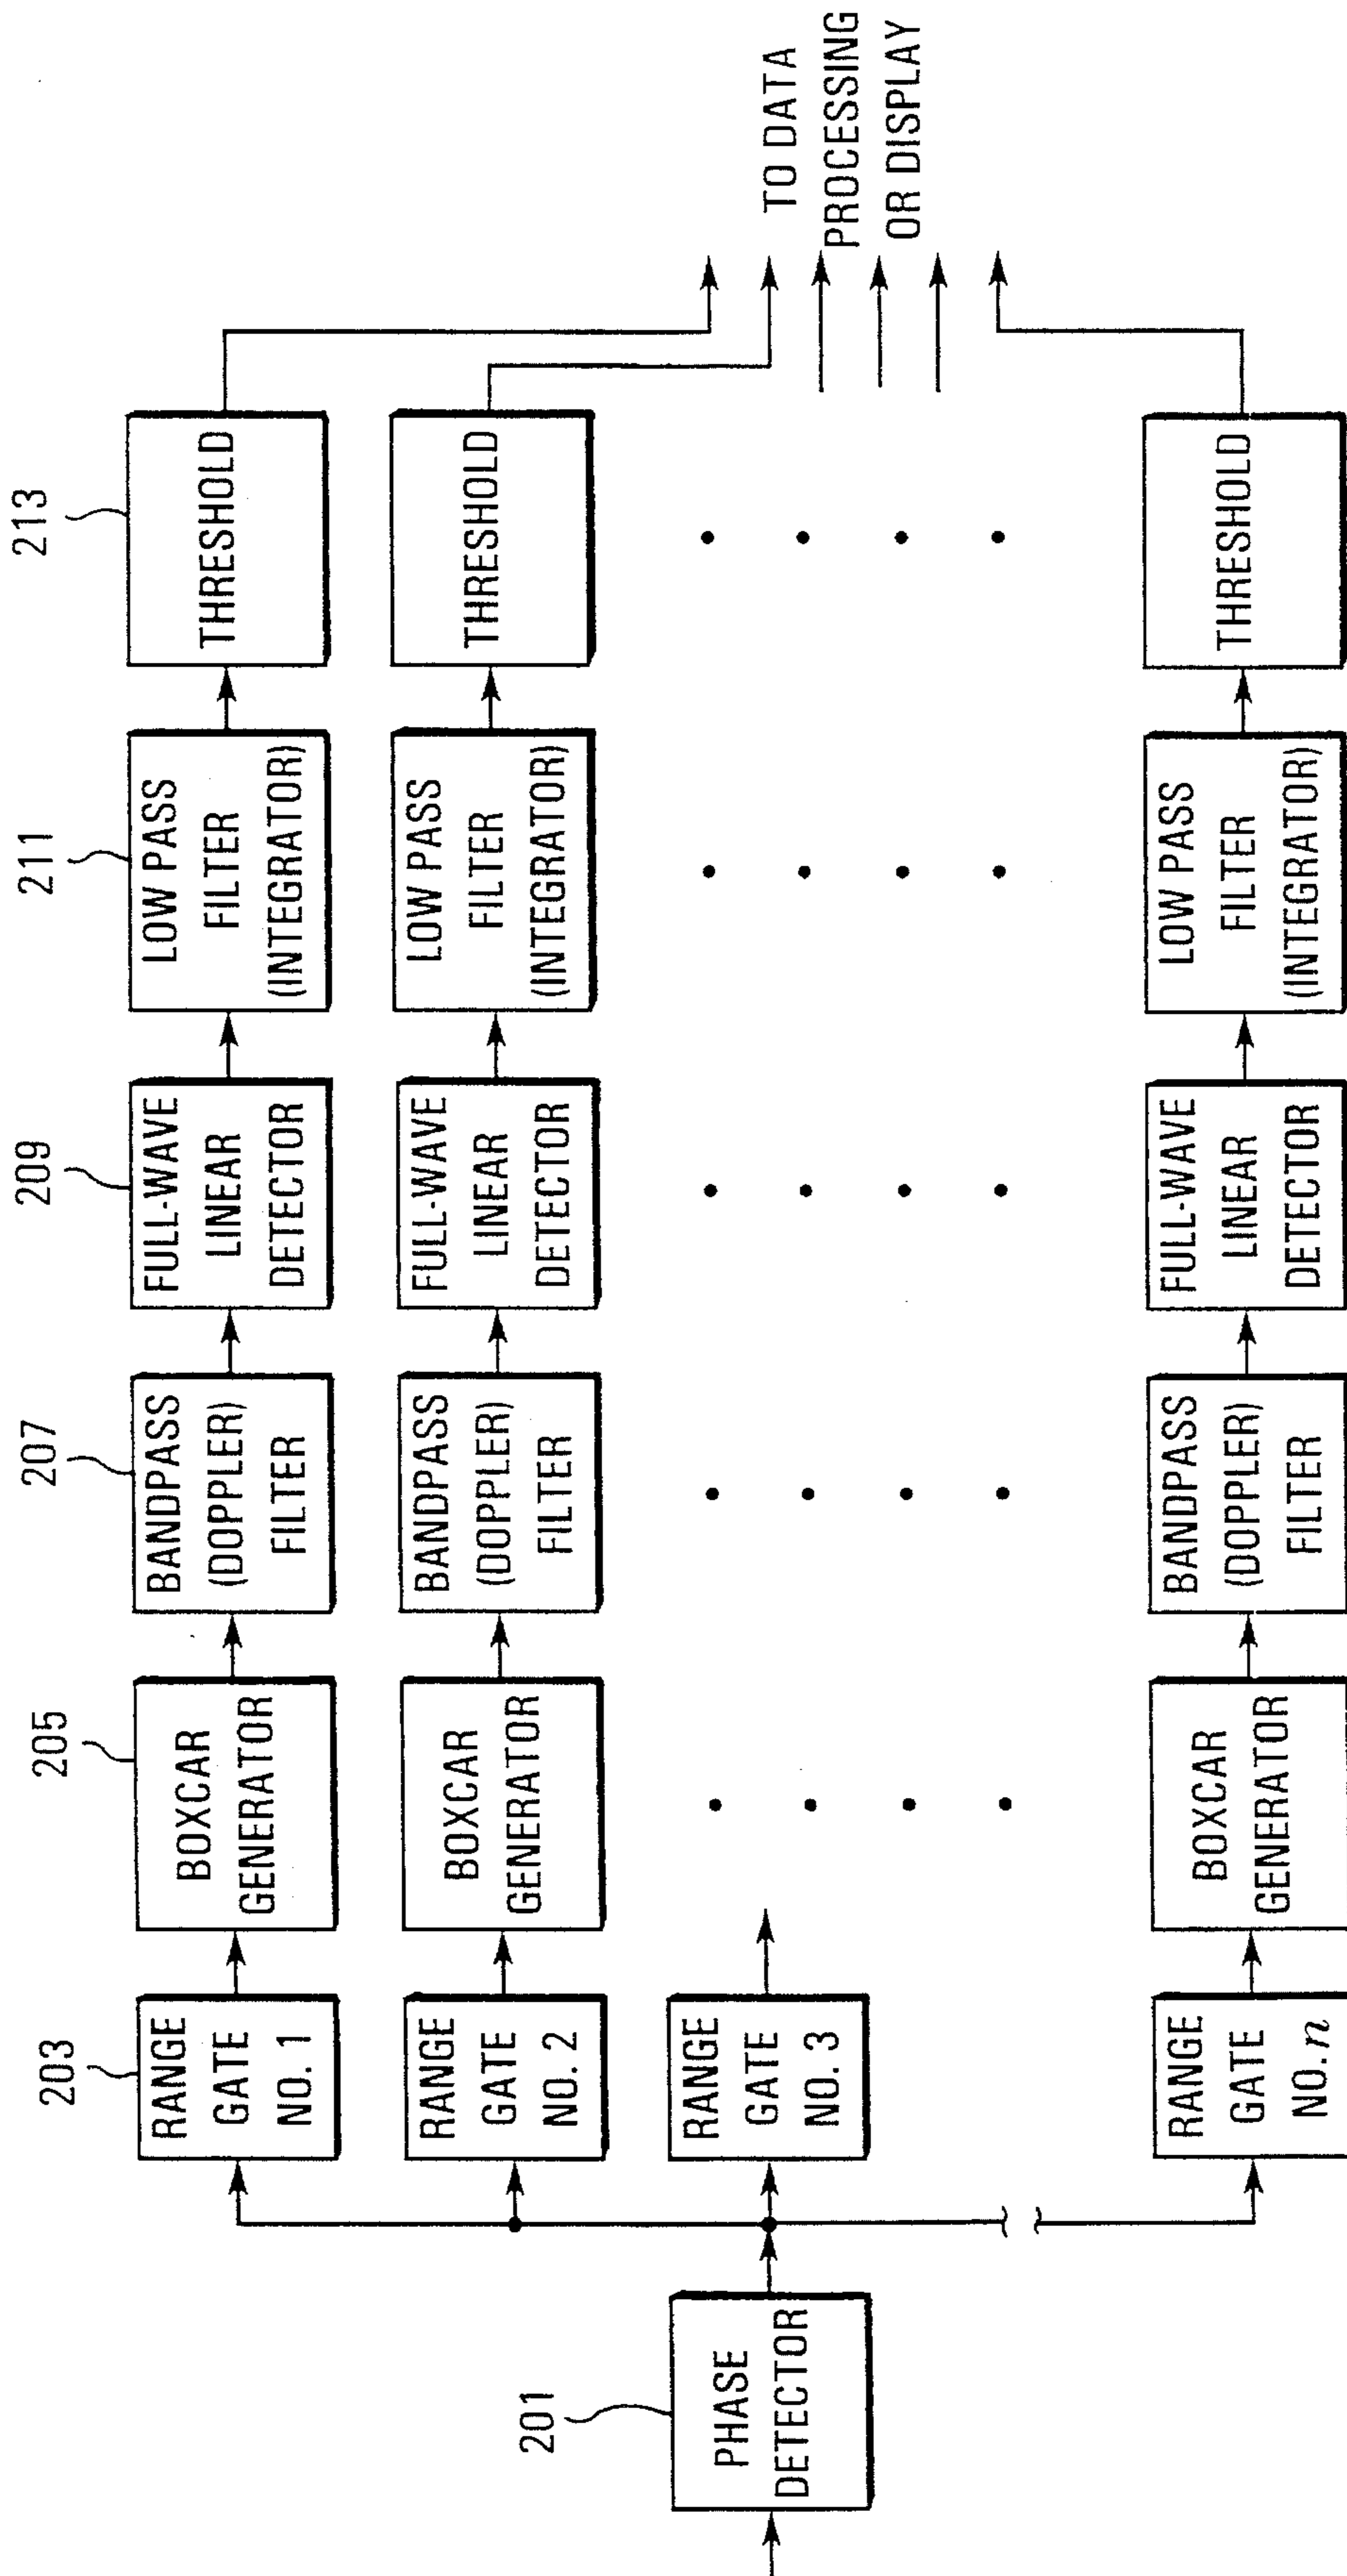 201
PHASE
DETECTOR
203
RANGE
GATE
NO. 1
205
BOXCAR
GENERATOR
207
BANDPASS
(DOPPLER)
FILTER
209
FULL-WAVE
LINEAR
DETECTOR
211
LOW PASS
FILTER
(INTEGRATOR)
213
THRESHOLD
RANGE
GATE
NO. 2
BOXCAR
GENERATOR
BANDPASS
(DOPPLER)
FILTER
FULL-WAVE
LINEAR
DETECTOR
LOW PASS
FILTER
(INTEGRATOR)
THRESHOLD
RANGE
GATE
NO. 3
RANGE
GATE
NO. n
BOXCAR
GENERATOR
BANDPASS
(DOPPLER)
FILTER
FULL-WAVE
LINEAR
DETECTOR
LOW PASS
FILTER
(INTEGRATOR)
THRESHOLD
TO DATA
PROCESSING
OR DISPLAY